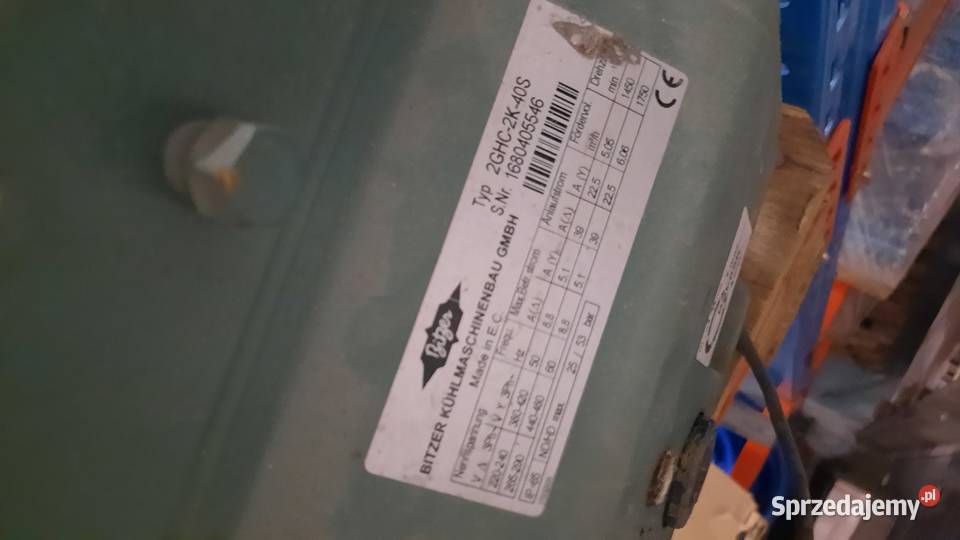 Bitzer
BITZER KÜHLMASCHINENBAU GMBH
Made in E.C.
Typ 2GHC-2K-40S
S.Nr. 1680405546
Nennspannung Frequ. Max.Betr.strom Anlaufstrom Fördervol. Drehz
V Δ 3Ph~ V Y 3Ph~ Hz A(Δ) A(Y) A(Δ) A(Y) m³/h min
220-240 380-420 50 8.8 5.1 39 22.5 5.06 1450
265-290 440-480 60 8.8 5.1 39 22.5 6.06 1750
IP-65 ND/HD max. 25 / 53 bar
CE
Sprzedajemy.pl